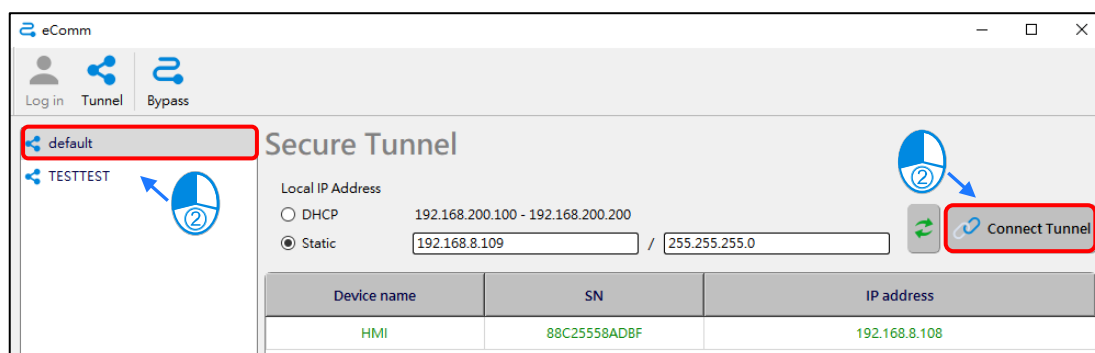 eComm
Log in Tunnel Bypass
default
TESTTEST
②
Secure Tunnel
Local IP Address
DHCP 192.168.200.100 - 192.168.200.200
Static 192.168.8.109 / 255.255.255.0
②
Connect Tunnel
Device name SN IP address
HMI 88C25558ADBF 192.168.8.108